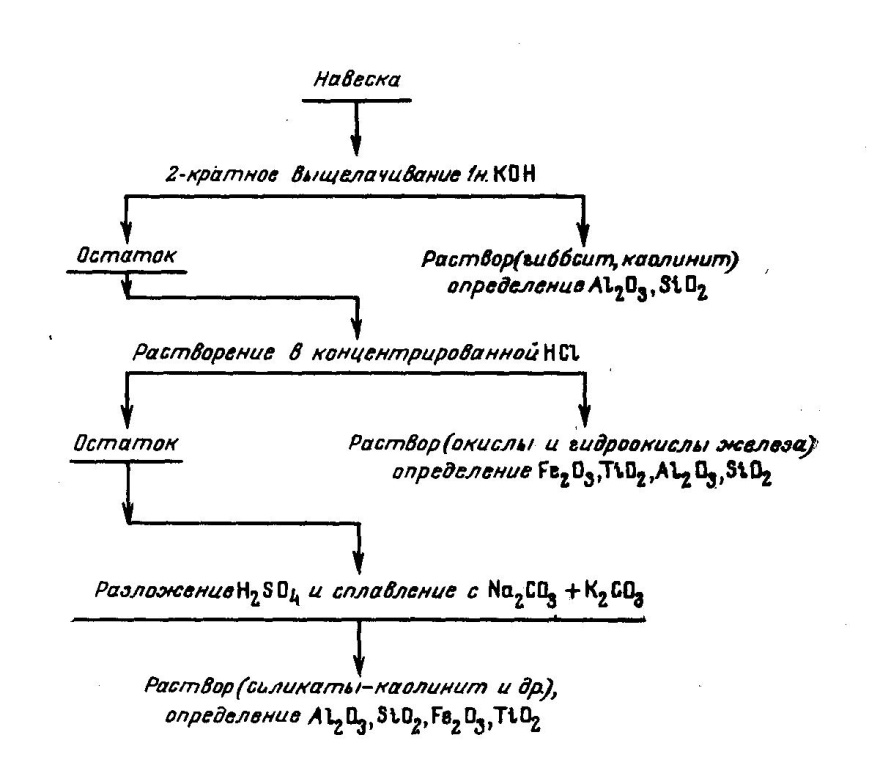 Навеска
2-кратное выщелачивание 1н. KOH
Остаток
Раствор (гиббсит, каолинит)
определение Al₂O₃, SiO₂
Растворение в концентрированной HCl
Остаток
Раствор (окислы и гидроокислы железа)
определение Fe₂O₃, TiO₂, Al₂O₃, SiO₂
Разложение H₂SO₄ и сплавление с Na₂CO₃ + K₂CO₃
Раствор (силикаты-каолинит и др.),
определение Al₂O₃, SiO₂, Fe₂O₃, TiO₂